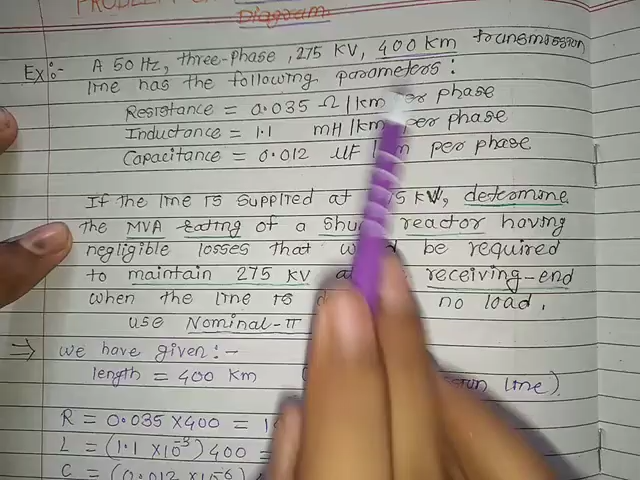 Diagram
Ex:- A 50 Hz, three-phase, 275 KV, 400 Km transmission
line has the following parameters:
Resistance = 0.035 Ω/km per phase
Inductance = 1.1 mH/km per phase
Capacitance = 0.012 μF per phase
If the line is supplied at KV, determine
the MVA rating of a reactor having
negligible losses that be required
to maintain 275 KV receiving-end
when the line is no load.
use Nominal-π
⇒ we have given:-
length = 400 Km line).
R = 0.035 × 400 =
L = (1.1 × 10⁻³) 400 =
C = (0.012 × 10⁻⁶)